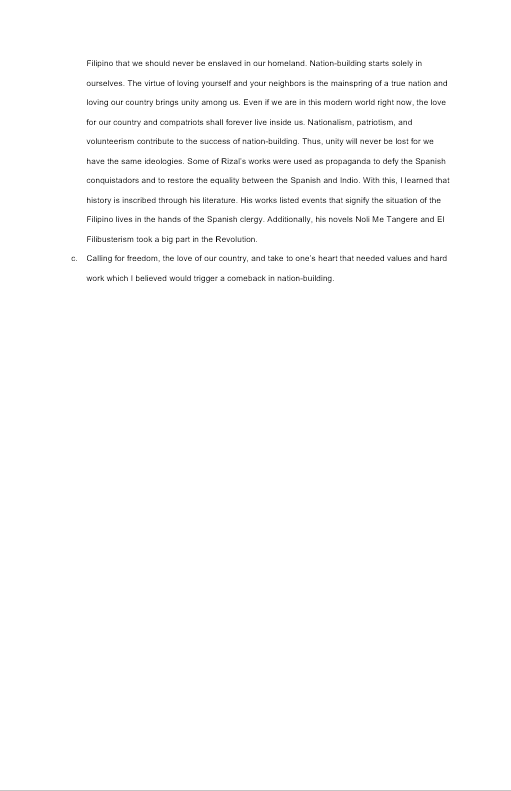 Filipino that we should never be enslaved in our homeland. Nation-building starts solely in
ourselves. The virtue of loving yourself and your neighbors is the mainspring of a true nation and
loving our country brings unity among us. Even if we are in this modern world right now, the love
for our country and compatriots shall forever live inside us. Nationalism, patriotism, and
volunteerism contribute to the success of nation-building. Thus, unity will never be lost for we
have the same ideologies. Some of Rizal's works were used as propaganda to defy the Spanish
conquistadors and to restore the equality between the Spanish and Indio. With this, I learned that
history is inscribed through his literature. His works listed events that signify the situation of the
Filipino lives in the hands of the Spanish clergy. Additionally, his novels Noli Me Tangere and El
Filibusterism took a big part in the Revolution.
c. Calling for freedom, the love of our country, and take to one's heart that needed values and hard
work which I believed would trigger a comeback in nation-building.